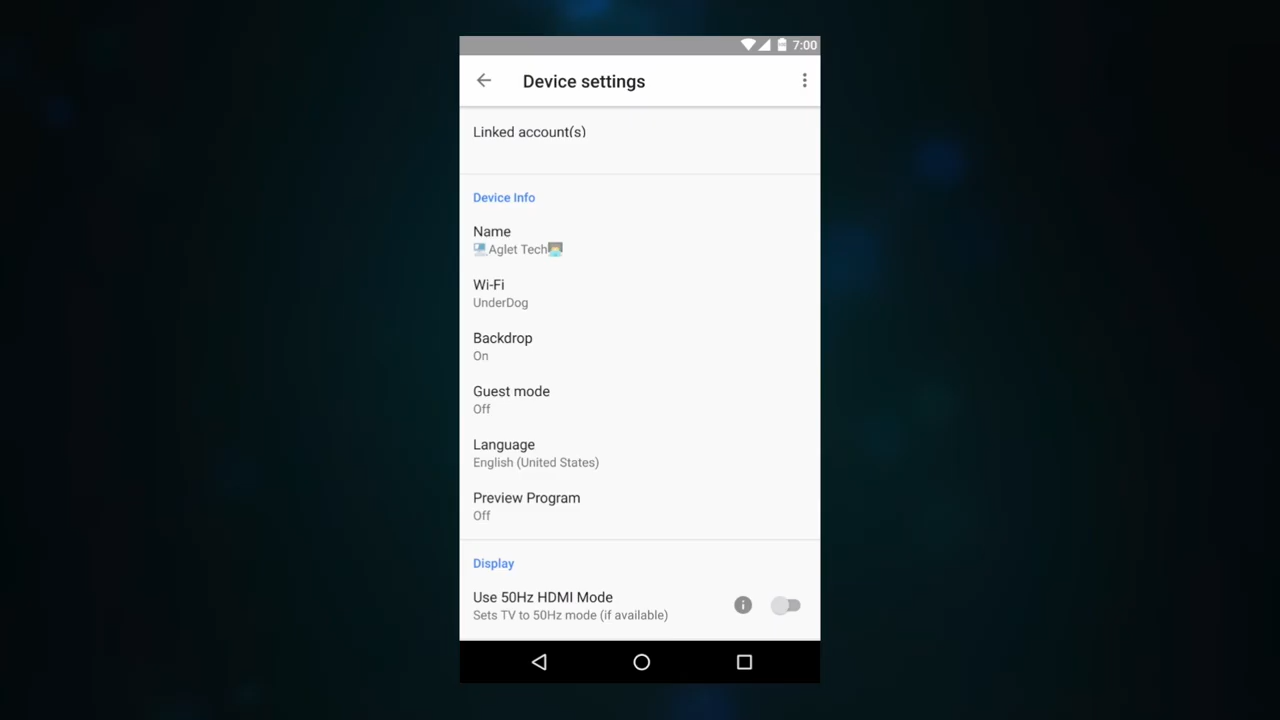 7:00
Device settings
Linked account(s)
Device Info
Name
Aglet Tech
Wi-Fi
UnderDog
Backdrop
On
Guest mode
Off
Language
English (United States)
Preview Program
Off
Display
Use 50Hz HDMI Mode
Sets TV to 50Hz mode (if available)